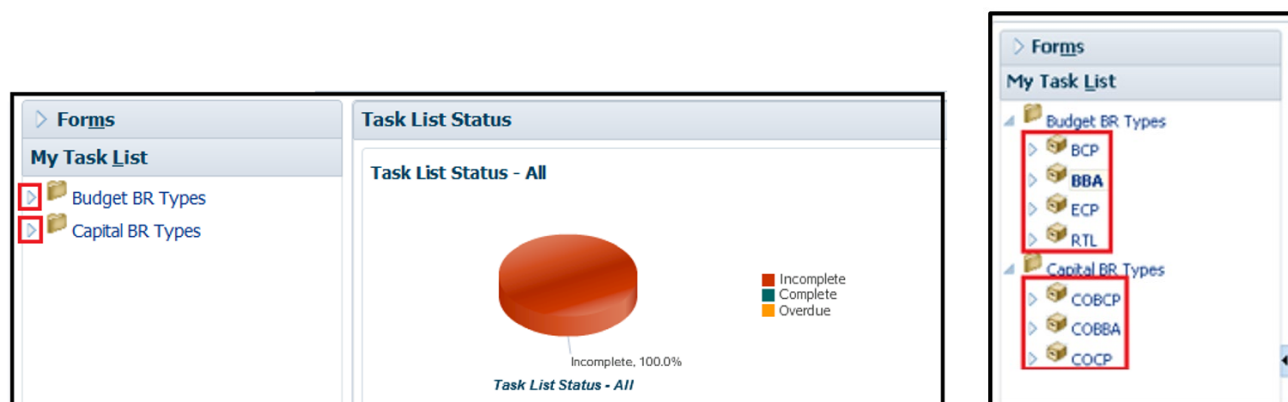 Forms
My Task List
Budget BR Types
Capital BR Types
Task List Status
Task List Status - All
Incomplete
Complete
Overdue
Incomplete, 100.0%
Task List Status - All
Forms
My Task List
Budget BR Types
BCP
BBA
ECP
RTL
Capital BR Types
COBCP
COBBA
COCP